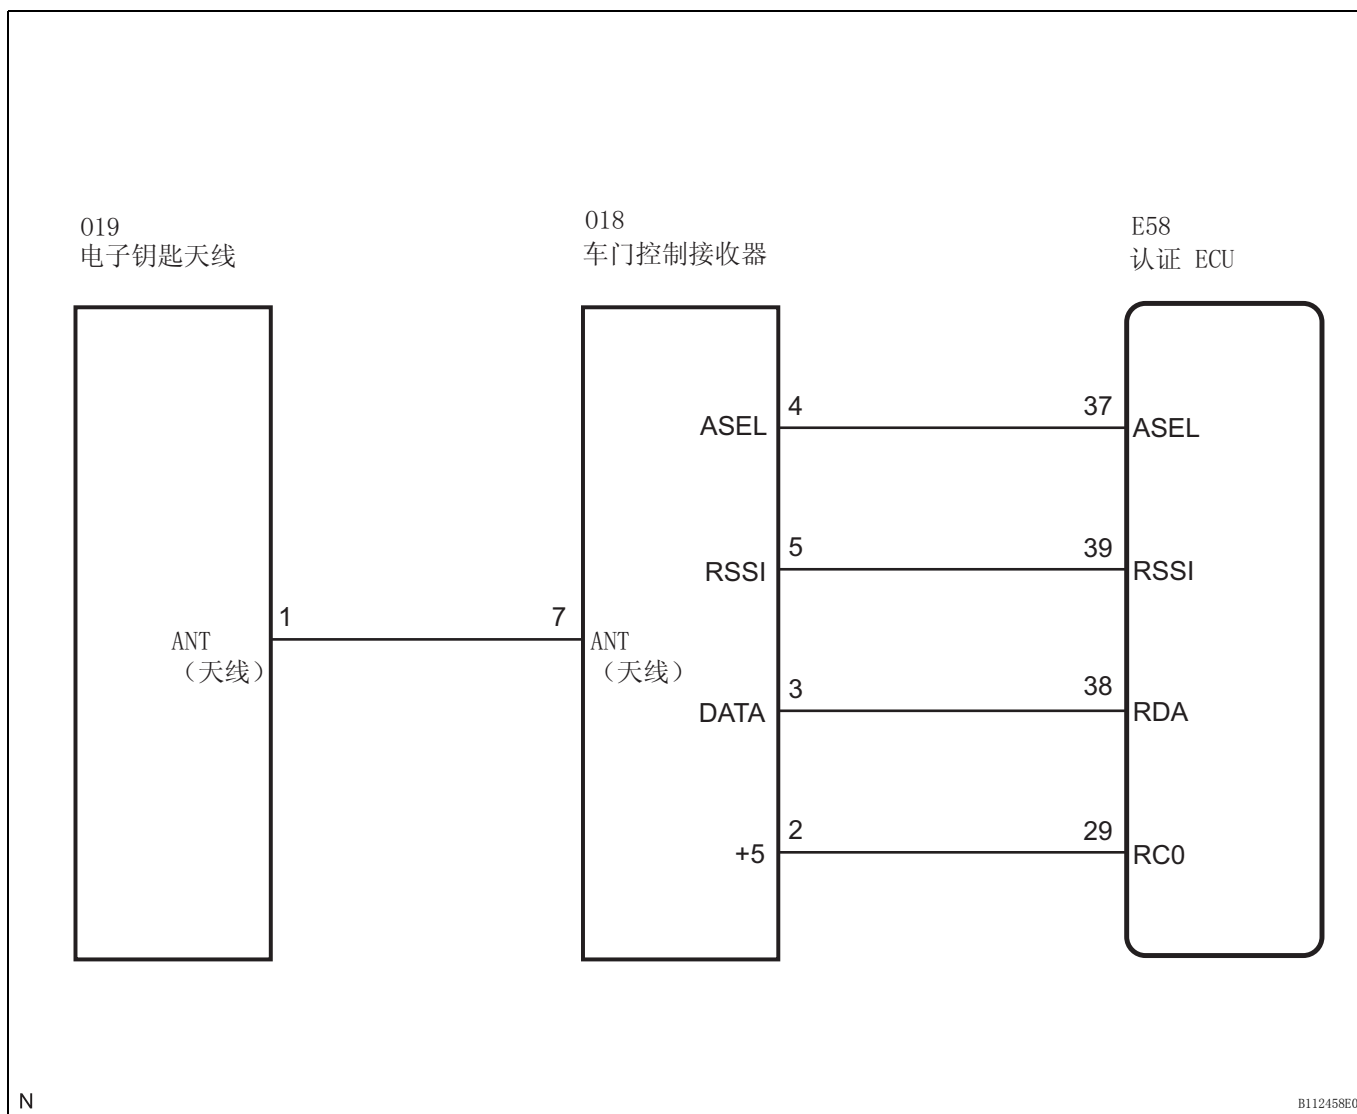 019
电子钥匙天线
018
车门控制接收器
E58
认证 ECU
ASEL
4
37
ASEL
RSSI
5
39
RSSI
ANT
（天线）
1
7
ANT
（天线）
DATA
3
38
RDA
+5
2
29
RC0
N
B112458E0